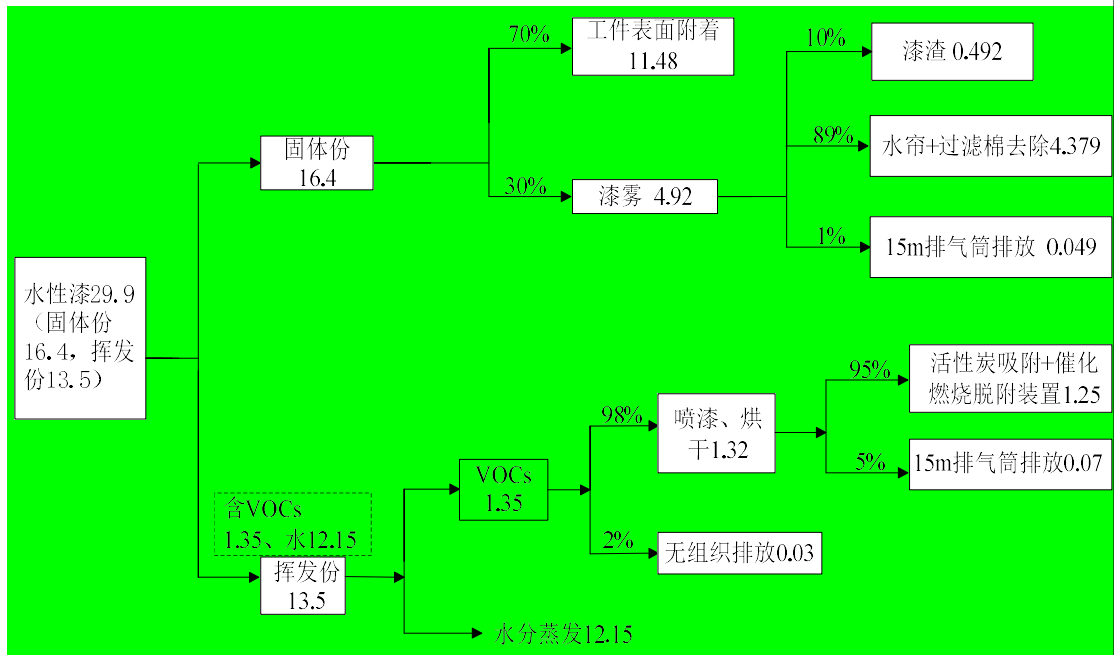 70%
工件表面附着
11.48
10%
漆渣 0.492
固体份
16.4
89%
水帘+过滤棉去除4.379
30%
漆雾 4.92
1%
15m排气筒排放 0.049
水性漆29.9
（固体份
16.4，挥发
份13.5）
95%
活性炭吸附+催化
燃烧脱附装置1.25
98%
喷漆、烘
干1.32
5%
15m排气筒排放0.07
VOCs
1.35
含VOCs
1.35、水12.15
2%
无组织排放0.03
挥发份
13.5
水分蒸发12.15